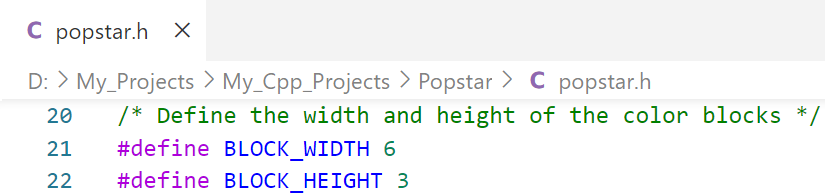 C popstar.h ×
D: > My_Projects > My_Cpp_Projects > Popstar > C popstar.h
20 /* Define the width and height of the color blocks */
21 #define BLOCK_WIDTH 6
22 #define BLOCK_HEIGHT 3